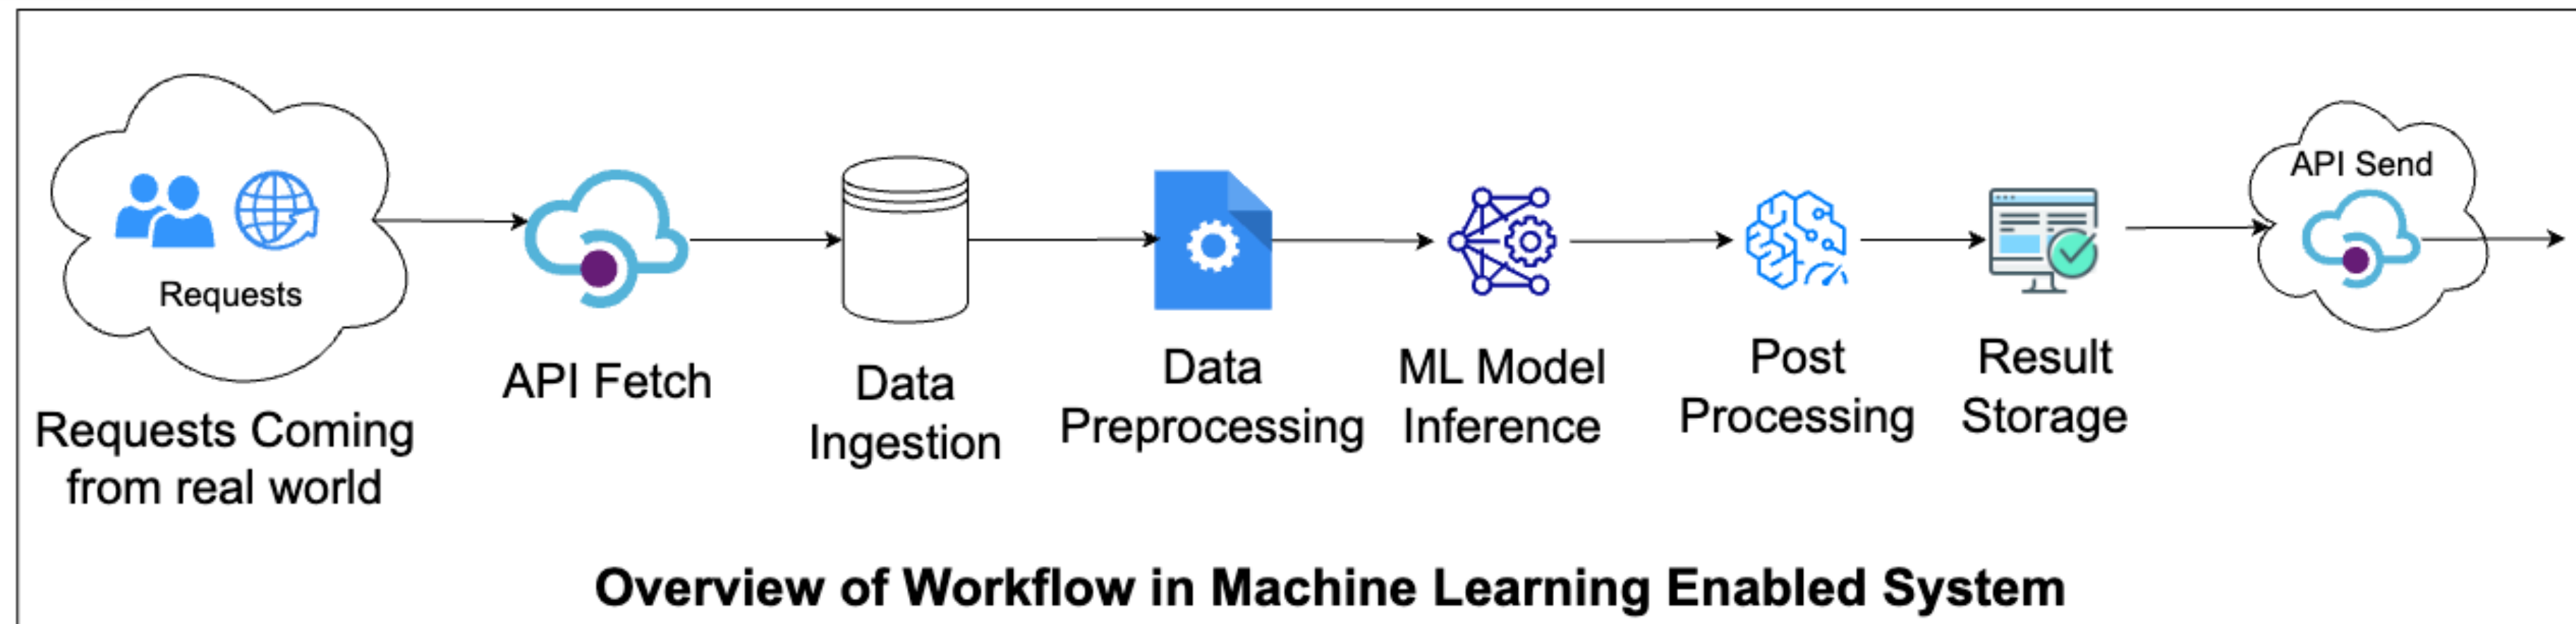 Requests
Requests Coming
from real world
API Fetch
Data
Ingestion
Data
Preprocessing
ML Model
Inference
Post
Processing
Result
Storage
API Send
Overview of Workflow in Machine Learning Enabled System